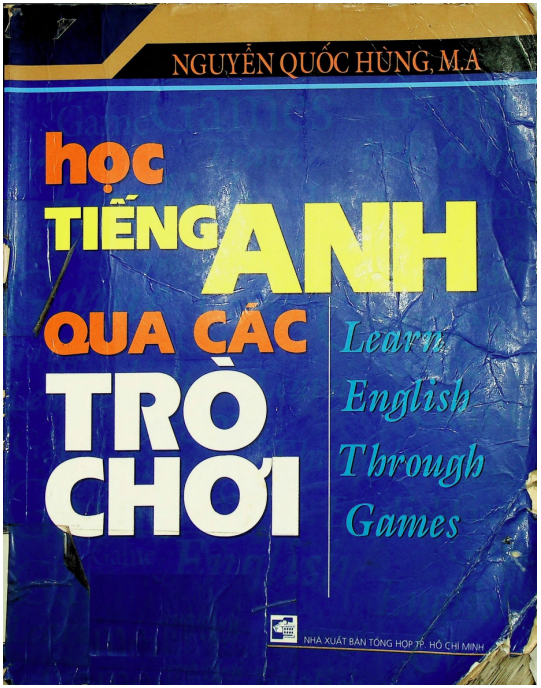 NGUYỄN QUỐC HÙNG, M.A
học
TIẾNG ANH
QUA CÁC
TRÒ
CHƠI
Learn
English
Through
Games
NHÀ XUẤT BẢN TỔNG HỢP TP. HỒ CHÍ MINH